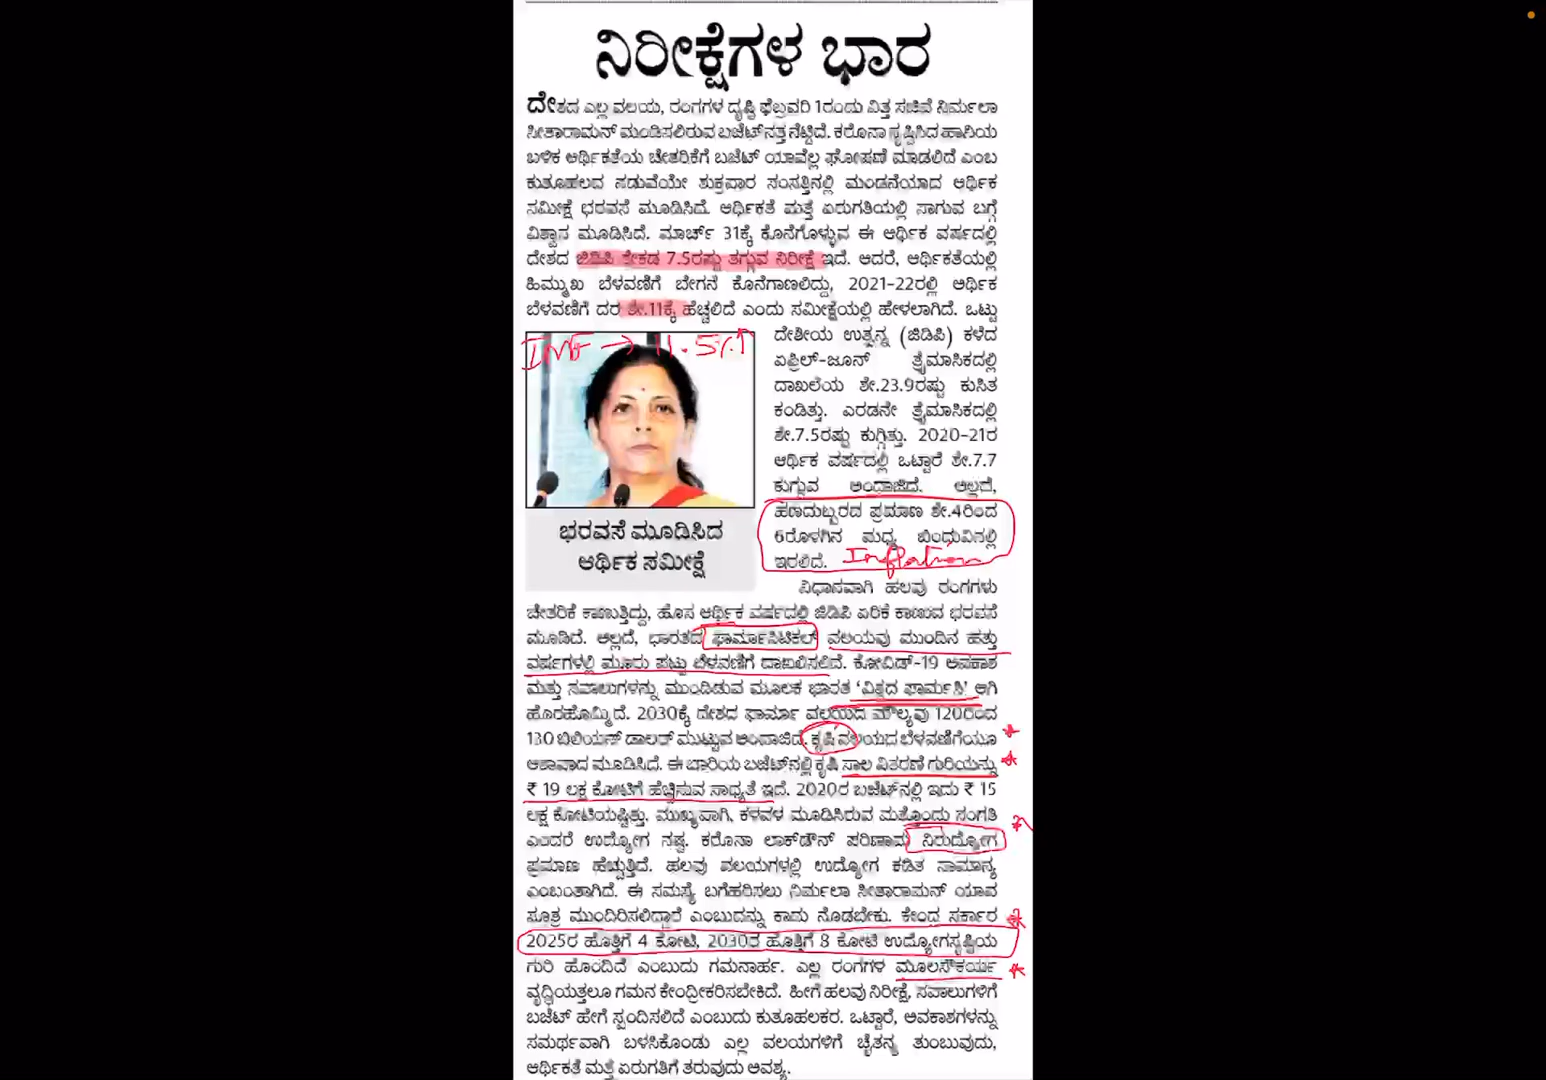 ನಿರೀಕ್ಷೆಗಳ ಭಾರ
ದೇಶದ ಎಲ್ಲ ವಲಯ, ರಂಗಗಳ ದೃಷ್ಟಿ ಫೆಬ್ರವರಿ 1ರಂದು ವಿತ್ತ ಸಚಿವೆ ನಿರ್ಮಲಾ
ಸೀತಾರಾಮನ್ ಮಂಡಿಸಲಿರುವ ಬಜೆಟ್‌ನತ್ತ ನೆಟ್ಟಿದೆ. ಕರೊನಾ ಸೃಷ್ಟಿಸಿದ ಹಾನಿಯ
ಬಳಿಕ ಆರ್ಥಿಕತೆಯ ಚೇತರಿಕೆಗೆ ಬಜೆಟ್ ಯಾವೆಲ್ಲ ಘೋಷಣೆ ಮಾಡಲಿದೆ ಎಂಬ
ಕುತೂಹಲದ ನಡುವೆಯೇ ಶುಕ್ರವಾರ ಸಂಸತ್ತಿನಲ್ಲಿ ಮಂಡನೆಯಾದ ಆರ್ಥಿಕ
ಸಮೀಕ್ಷೆ ಭರವಸೆ ಮೂಡಿಸಿದೆ. ಆರ್ಥಿಕತೆ ಮತ್ತೆ ಏರುಗತಿಯಲ್ಲಿ ಸಾಗುವ ಬಗ್ಗೆ
ವಿಶ್ವಾಸ ಮೂಡಿಸಿದೆ. ಮಾರ್ಚ್ 31ಕ್ಕೆ ಕೊನೆಗೊಳ್ಳುವ ಈ ಆರ್ಥಿಕ ವರ್ಷದಲ್ಲಿ
ದೇಶದ ಜಿಡಿಪಿ ಶೇಕಡ 7.5ರಷ್ಟು ತಗ್ಗುವ ನಿರೀಕ್ಷೆ ಇದೆ. ಆದರೆ, ಆರ್ಥಿಕತೆಯಲ್ಲಿ
ಹಿಮ್ಮುಖ ಬೆಳವಣಿಗೆ ಬೇಗನೆ ಕೊನೆಗಾಣಲಿದ್ದು, 2021-22ರಲ್ಲಿ ಆರ್ಥಿಕ
ಬೆಳವಣಿಗೆ ದರ ಶೇ.11ಕ್ಕೆ ಹೆಚ್ಚಲಿದೆ ಎಂದು ಸಮೀಕ್ಷೆಯಲ್ಲಿ ಹೇಳಲಾಗಿದೆ. ಒಟ್ಟು
IMF → 11.5%↑
ದೇಶೀಯ ಉತ್ಪನ್ನ (ಜಿಡಿಪಿ) ಕಳೆದ
ಏಪ್ರಿಲ್-ಜೂನ್ ತ್ರೈಮಾಸಿಕದಲ್ಲಿ
ದಾಖಲೆಯ ಶೇ.23.9ರಷ್ಟು ಕುಸಿತ
ಕಂಡಿತ್ತು. ಎರಡನೇ ತ್ರೈಮಾಸಿಕದಲ್ಲಿ
ಶೇ.7.5ರಷ್ಟು ಕುಗ್ಗಿತ್ತು. 2020-21ರ
ಆರ್ಥಿಕ ವರ್ಷದಲ್ಲಿ ಒಟ್ಟಾರೆ ಶೇ.7.7
ಕುಗ್ಗುವ ಅಂದಾಜಿದೆ. ಅಲ್ಲದೆ,
ಹಣದುಬ್ಬರದ ಪ್ರಮಾಣ ಶೇ.4ರಿಂದ
6ರೊಳಗಿನ ಮಧ್ಯ ಬಿಂಧುವಿನಲ್ಲಿ
ಇರಲಿದೆ. Inflation
ಭರವಸೆ ಮೂಡಿಸಿದ
ಆರ್ಥಿಕ ಸಮೀಕ್ಷೆ
ನಿಧಾನವಾಗಿ ಹಲವು ರಂಗಗಳು
ಚೇತರಿಕೆ ಕಾಣುತ್ತಿದ್ದು, ಹೊಸ ಆರ್ಥಿಕ ವರ್ಷದಲ್ಲಿ ಜಿಡಿಪಿ ಏರಿಕೆ ಕಾಣುವ ಭರವಸೆ
ಮೂಡಿದೆ. ಅಲ್ಲದೆ, ಭಾರತದ ಫಾರ್ಮಾಸಿಟಿಕಲ್ ವಲಯವು ಮುಂದಿನ ಹತ್ತು
ವರ್ಷಗಳಲ್ಲಿ ಮೂರು ಪಟ್ಟು ಬೆಳವಣಿಗೆ ದಾಖಲಿಸಲಿದೆ. ಕೋವಿಡ್-19 ಅವಕಾಶ
ಮತ್ತು ಸವಾಲುಗಳನ್ನು ಮುಂದಿಡುವ ಮೂಲಕ ಭಾರತ 'ವಿಶ್ವದ ಫಾರ್ಮಸಿ' ಆಗಿ
ಹೊರಹೊಮ್ಮಿದೆ. 2030ಕ್ಕೆ ದೇಶದ ಫಾರ್ಮಾ ವಲಯದ ಮೌಲ್ಯವು 120ರಿಂದ
130 ಬಿಲಿಯನ್ ಡಾಲರ್ ಮುಟ್ಟುವ ಅಂದಾಜಿದೆ. ಕೃಷಿ ವಲಯದ ಬೆಳವಣಿಗೆಯೂ
ಆಶಾವಾದ ಮೂಡಿಸಿದೆ. ಈ ಬಾರಿಯ ಬಜೆಟ್‌ನಲ್ಲಿ ಕೃಷಿ ಸಾಲ ವಿತರಣೆ ಗುರಿಯನ್ನು
₹ 19 ಲಕ್ಷ ಕೋಟಿಗೆ ಹೆಚ್ಚಿಸುವ ಸಾಧ್ಯತೆ ಇದೆ. 2020ರ ಬಜೆಟ್‌ನಲ್ಲಿ ಇದು ₹ 15
ಲಕ್ಷ ಕೋಟಿಯಷ್ಟಿತ್ತು. ಮುಖ್ಯವಾಗಿ, ಕಳವಳ ಮೂಡಿಸಿರುವ ಮತ್ತೊಂದು ಸಂಗತಿ
ಎಂದರೆ ಉದ್ಯೋಗ ನಷ್ಟ. ಕರೊನಾ ಲಾಕ್‌ಡೌನ್ ಪರಿಣಾಮ ನಿರುದ್ಯೋಗ
ಪ್ರಮಾಣ ಹೆಚ್ಚುತ್ತಿದೆ. ಹಲವು ವಲಯಗಳಲ್ಲಿ ಉದ್ಯೋಗ ಕಡಿತ ಸಾಮಾನ್ಯ
ಎಂಬಂತಾಗಿದೆ. ಈ ಸಮಸ್ಯೆ ಬಗೆಹರಿಸಲು ನಿರ್ಮಲಾ ಸೀತಾರಾಮನ್ ಯಾವ
ಸೂತ್ರ ಮುಂದಿರಿಸಲಿದ್ದಾರೆ ಎಂಬುದನ್ನು ಕಾದು ನೋಡಬೇಕು. ಕೇಂದ್ರ ಸರ್ಕಾರ
2025ರ ಹೊತ್ತಿಗೆ 4 ಕೋಟಿ, 2030ರ ಹೊತ್ತಿಗೆ 8 ಕೋಟಿ ಉದ್ಯೋಗಸೃಷ್ಟಿಯ
ಗುರಿ ಹೊಂದಿದೆ ಎಂಬುದು ಗಮನಾರ್ಹ. ಎಲ್ಲ ರಂಗಗಳ ಮೂಲಸೌಕರ್ಯ
ವೃದ್ಧಿಯತ್ತಲೂ ಗಮನ ಕೇಂದ್ರೀಕರಿಸಬೇಕಿದೆ. ಹೀಗೆ ಹಲವು ನಿರೀಕ್ಷೆ, ಸವಾಲುಗಳಿಗೆ
ಬಜೆಟ್ ಹೇಗೆ ಸ್ಪಂದಿಸಲಿದೆ ಎಂಬುದು ಕುತೂಹಲಕರ. ಒಟ್ಟಾರೆ, ಅವಕಾಶಗಳನ್ನು
ಸಮರ್ಥವಾಗಿ ಬಳಸಿಕೊಂಡು ಎಲ್ಲ ವಲಯಗಳಿಗೆ ಚೈತನ್ಯ ತುಂಬುವುದು,
ಆರ್ಥಿಕತೆ ಮತ್ತೆ ಏರುಗತಿಗೆ ತರುವುದು ಅವಶ್ಯ.